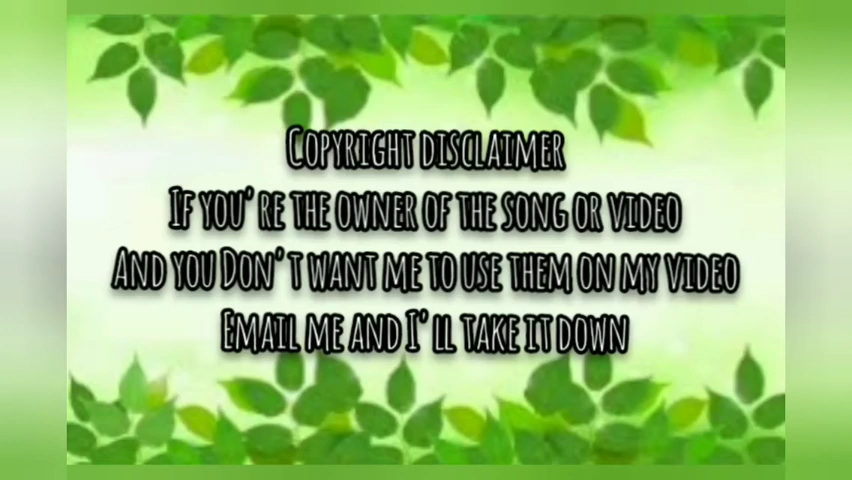 Copyright disclaimer
If you're the owner of the song or video
And you Don't want me to use them on my video
Email me and I'll take it down